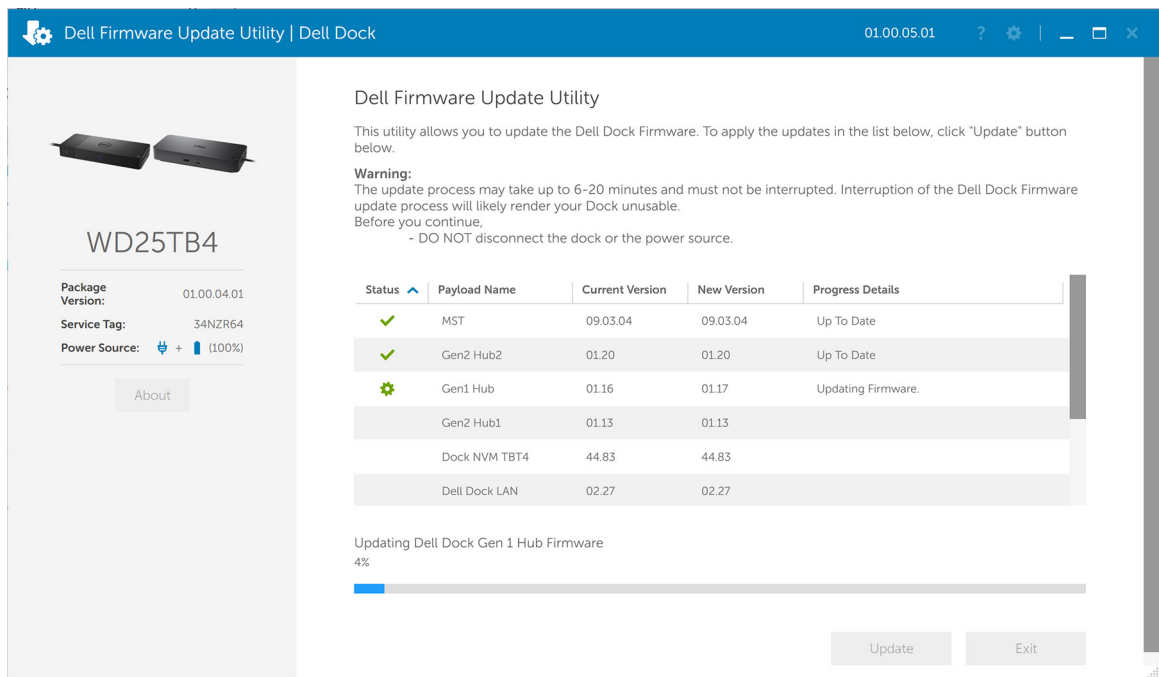 Dell Firmware Update Utility | Dell Dock
01.00.05.01
?
WD25TB4
Package Version: 01.00.04.01
Service Tag: 34NZR64
Power Source: + (100%)
About
Dell Firmware Update Utility
This utility allows you to update the Dell Dock Firmware. To apply the updates in the list below, click "Update" button
below.
Warning:
The update process may take up to 6-20 minutes and must not be interrupted. Interruption of the Dell Dock Firmware
update process will likely render your Dock unusable.
Before you continue,
- DO NOT disconnect the dock or the power source.
Status Payload Name Current Version New Version Progress Details
MST 09.03.04 09.03.04 Up To Date
Gen2 Hub2 01.20 01.20 Up To Date
Gen1 Hub 01.16 01.17 Updating Firmware.
Gen2 Hub1 01.13 01.13
Dock NVM TBT4 44.83 44.83
Dell Dock LAN 02.27 02.27
Updating Dell Dock Gen 1 Hub Firmware
4%
Update Exit